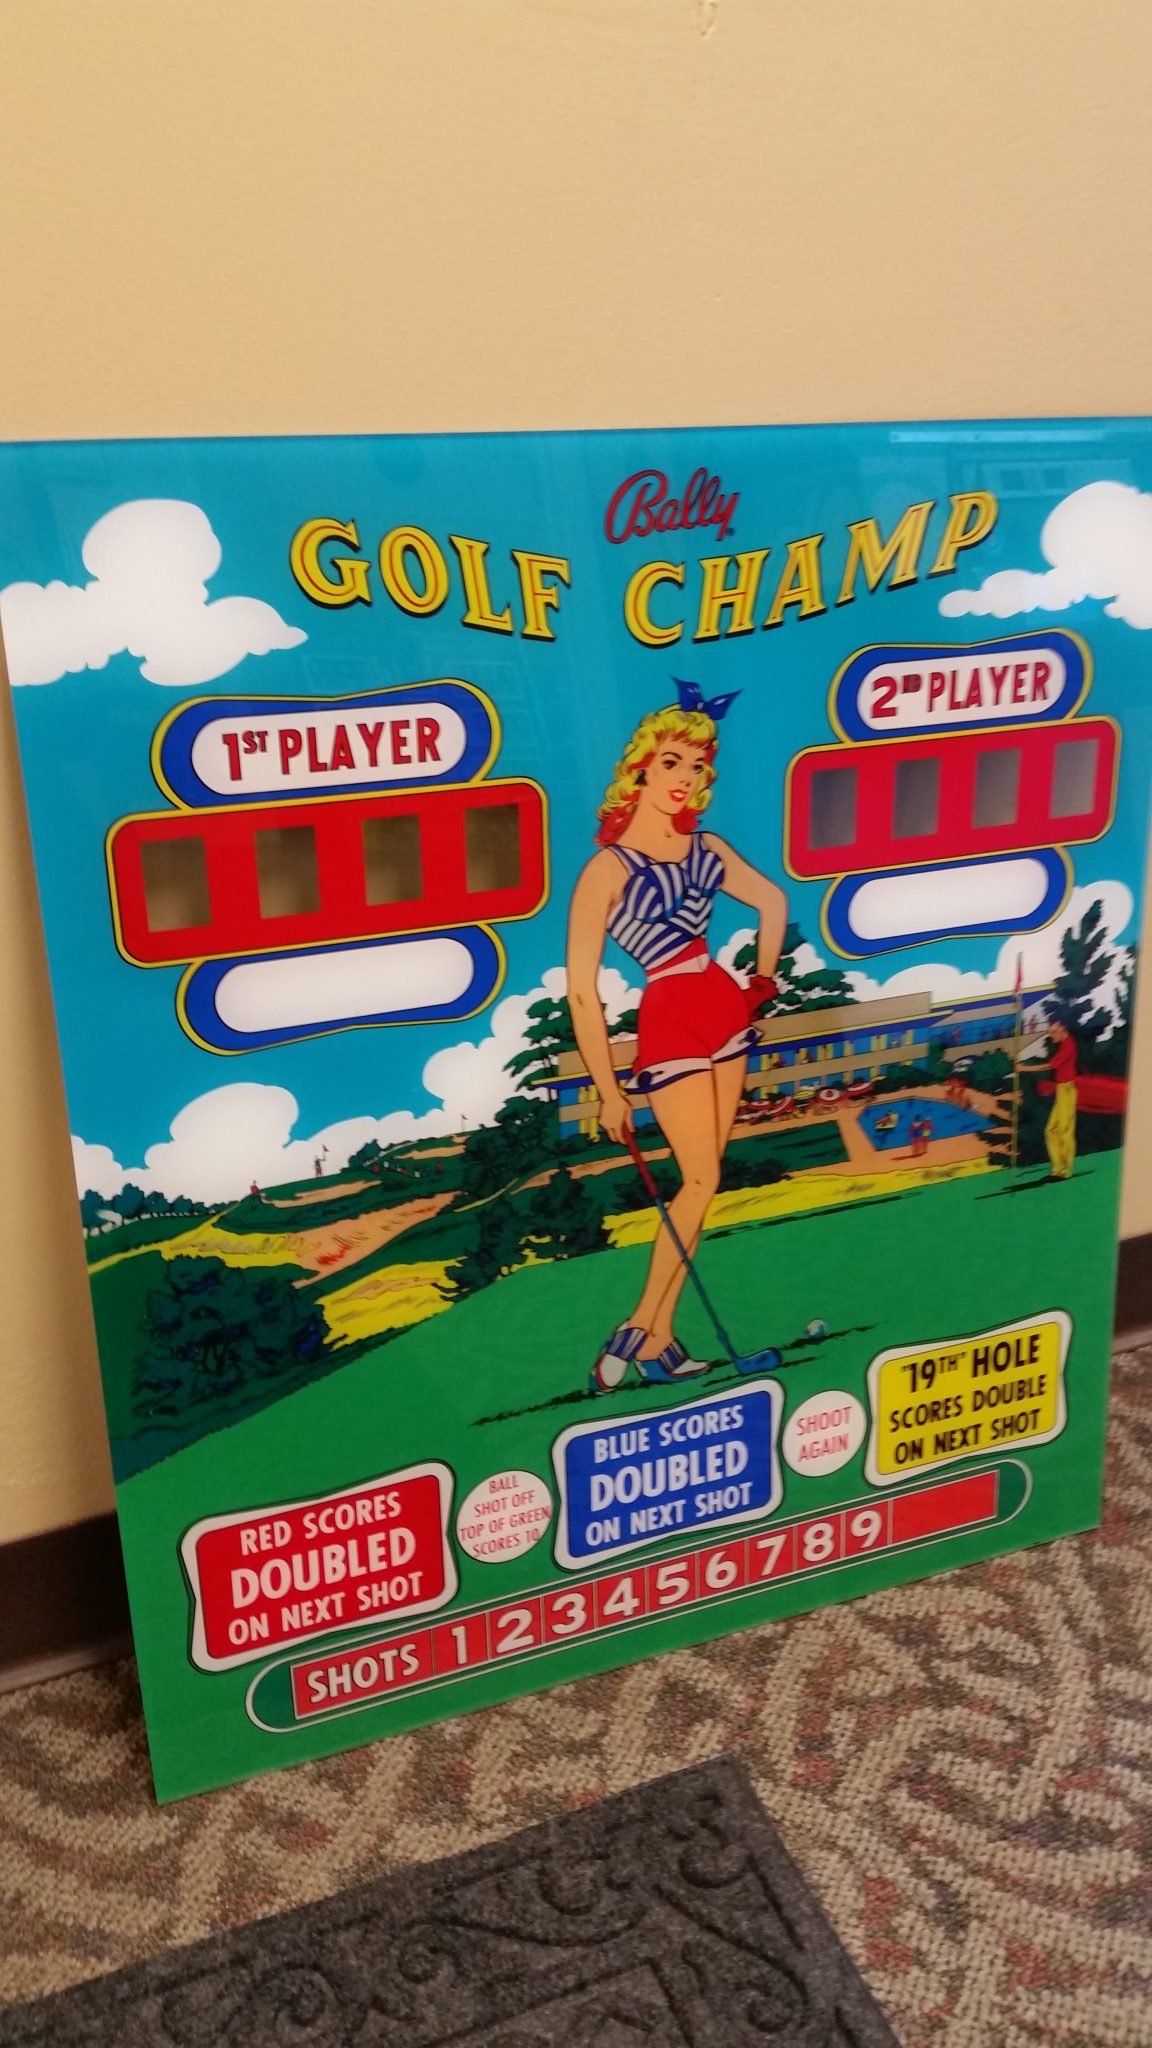 Bally
GOLF CHAMP
1ST PLAYER
2ND PLAYER
RED SCORES
DOUBLED
ON NEXT SHOT
BALL
SHOT OFF
TOP OF GREEN
SCORES 10
BLUE SCORES
DOUBLED
ON NEXT SHOT
SHOOT
AGAIN
"19TH" HOLE
SCORES DOUBLE
ON NEXT SHOT
SHOTS 1 2 3 4 5 6 7 8 9